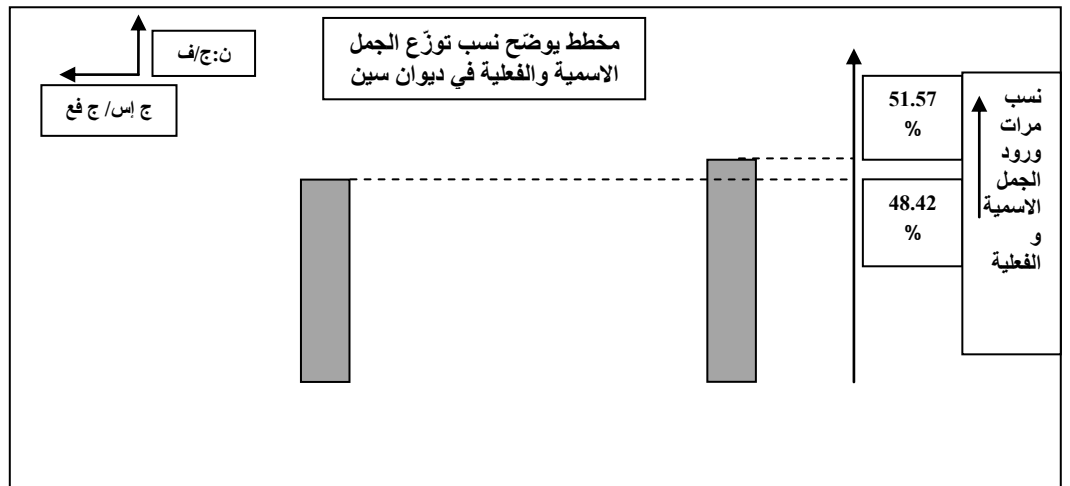 مخطط يوضّح نسب توزّع الجمل
الاسمية والفعلية في ديوان سين
ن:ج/ف
ج إس/ ج فع
نسب
مرات
ورود
الجمل
الاسمية
و
الفعلية
51.57
%
48.42
%